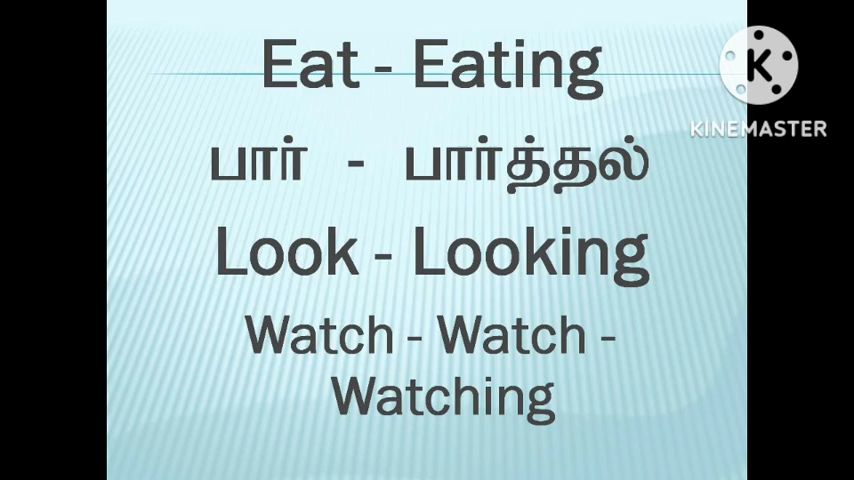 Eat - Eating
K
KINEMASTER
பார் - பார்த்தல்
Look - Looking
Watch - Watch -
Watching